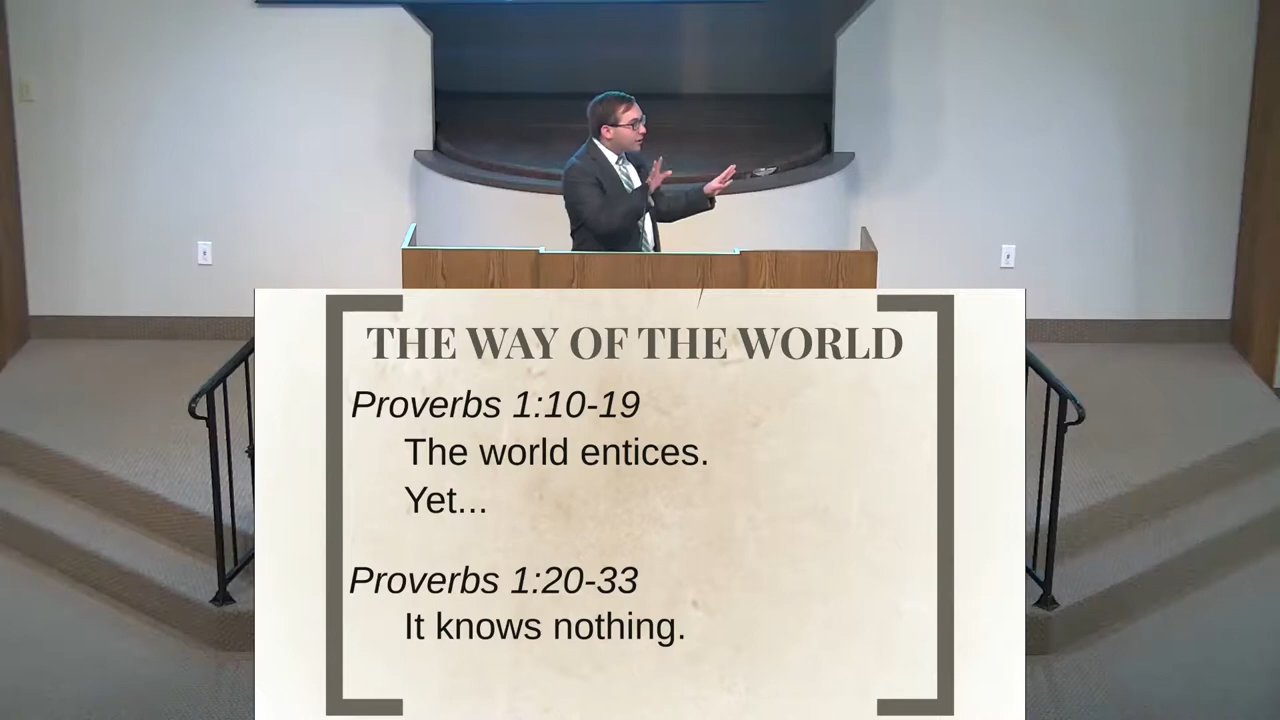 THE WAY OF THE WORLD
Proverbs 1:10-19
The world entices.
Yet...
Proverbs 1:20-33
It knows nothing.